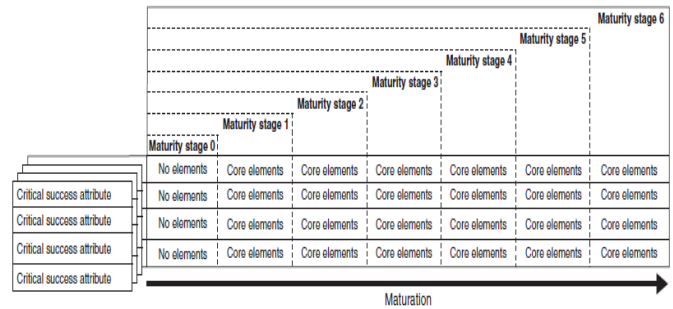 Maturity stage 6
Maturity stage 5
Maturity stage 4
Maturity stage 3
Maturity stage 2
Maturity stage 1
Maturity stage 0
No elements Core elements Core elements Core elements Core elements Core elements Core elements
Critical success attribute No elements Core elements Core elements Core elements Core elements Core elements Core elements
Critical success attribute No elements Core elements Core elements Core elements Core elements Core elements Core elements
Critical success attribute No elements Core elements Core elements Core elements Core elements Core elements Core elements
Critical success attribute
Maturation